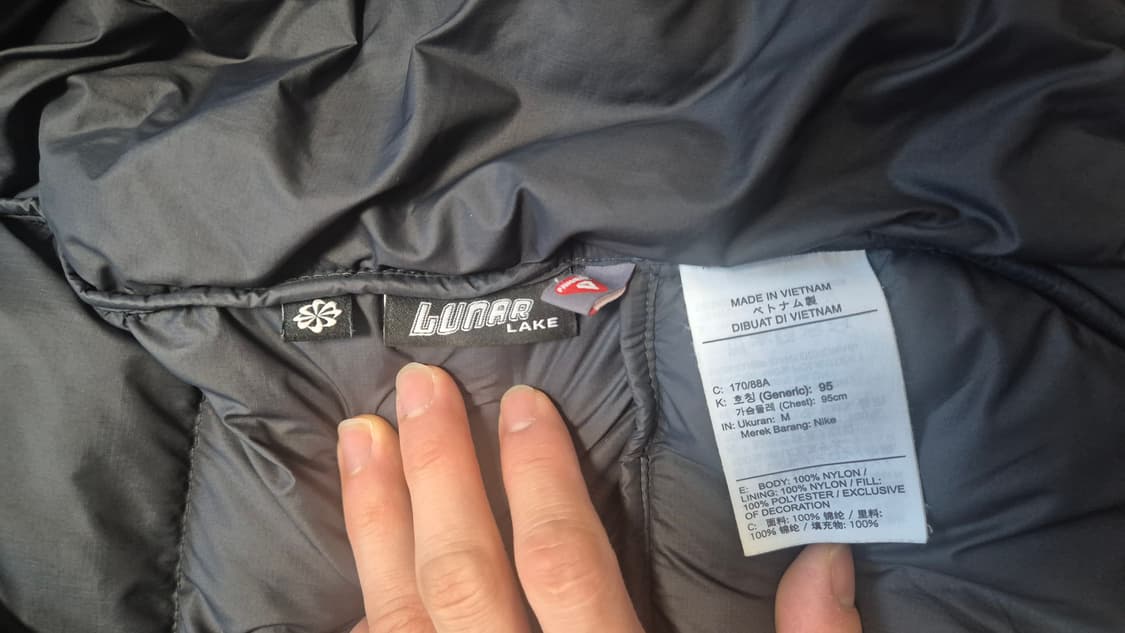 LUNAR
LAKE
MADE IN VIETNAM
ベトナム製
DIBUAT DI VIETNAM
C: 170/88A
K: 호칭 (Generic): 95
가슴둘레 (Chest): 95cm
IN: Ukuran: M
Merek Barang: Nike
E: BODY: 100% NYLON /
LINING: 100% NYLON / FILL:
100% POLYESTER / EXCLUSIVE
OF DECORATION
C: 面料: 100% 锦纶 / 里料:
100% 锦纶 / 填充物: 100%